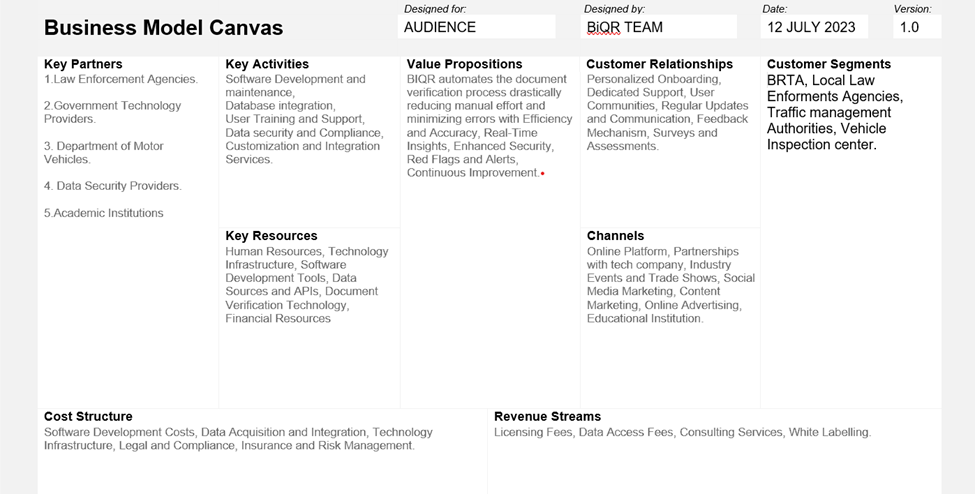 Business Model Canvas
Designed for:
AUDIENCE
Designed by:
BiQR TEAM
Date:
12 JULY 2023
Version:
1.0
Key Partners
1.Law Enforcement Agencies.
2.Government Technology
Providers.
3. Department of Motor
Vehicles.
4. Data Security Providers.
5.Academic Institutions
Key Activities
Software Development and
maintenance,
Database integration,
User Training and Support,
Data security and Compliance,
Customization and Integration
Services.
Key Resources
Human Resources, Technology
Infrastructure, Software
Development Tools, Data
Sources and APIs, Document
Verification Technology,
Financial Resources
Value Propositions
BIQR automates the document
verification process drastically
reducing manual effort and
minimizing errors with Efficiency
and Accuracy, Real-Time
Insights, Enhanced Security,
Red Flags and Alerts,
Continuous Improvement.
Customer Relationships
Personalized Onboarding,
Dedicated Support, User
Communities, Regular Updates
and Communication, Feedback
Mechanism, Surveys and
Assessments.
Channels
Online Platform, Partnerships
with tech company, Industry
Events and Trade Shows, Social
Media Marketing, Content
Marketing, Online Advertising,
Educational Institution.
Customer Segments
BRTA, Local Law
Enforments Agencies,
Traffic management
Authorities, Vehicle
Inspection center.
Cost Structure
Software Development Costs, Data Acquisition and Integration, Technology
Infrastructure, Legal and Compliance, Insurance and Risk Management.
Revenue Streams
Licensing Fees, Data Access Fees, Consulting Services, White Labelling.